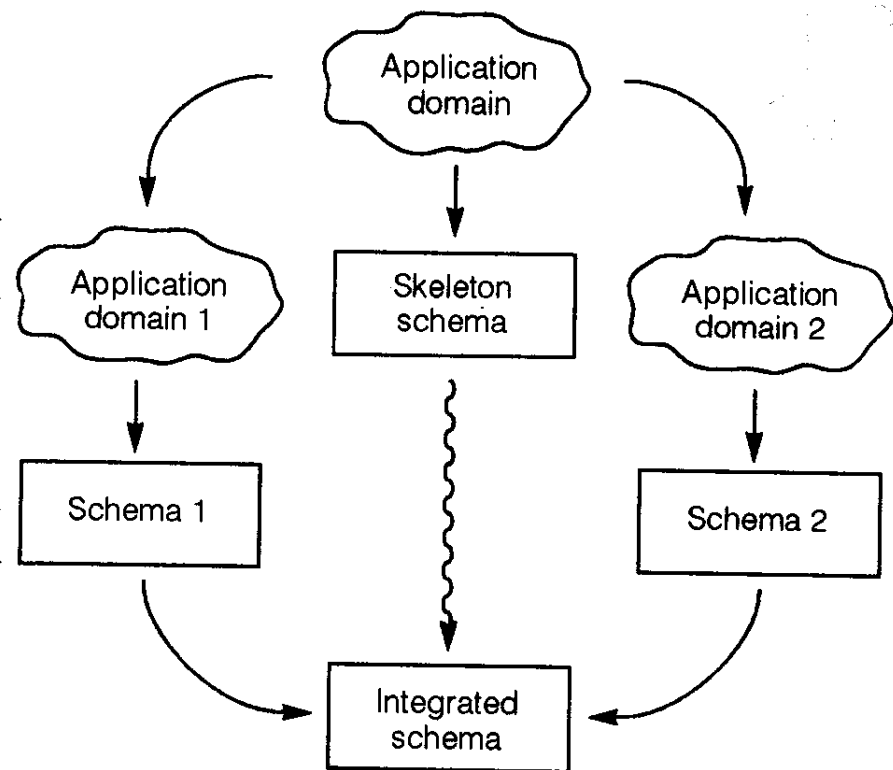 Application
domain
Application
domain 1
Skeleton
schema
Application
domain 2
Schema 1
Schema 2
Integrated
schema